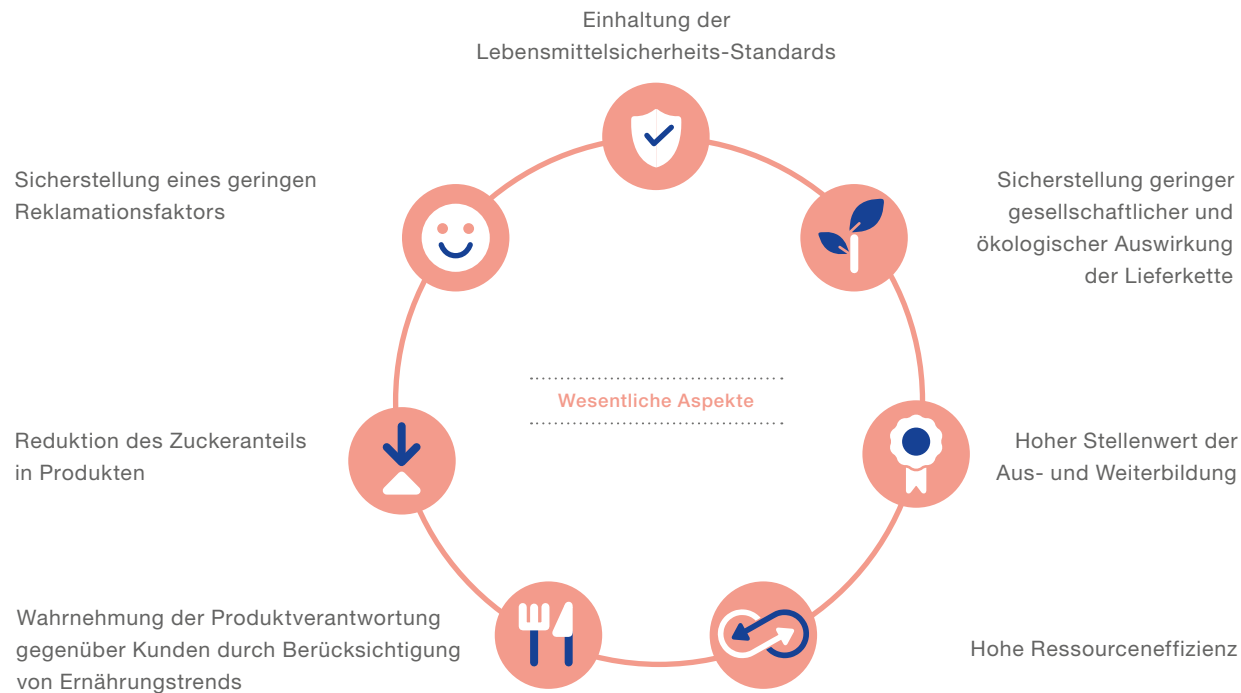 Einhaltung der
Lebensmittelsicherheits-Standards
Sicherstellung geringer
gesellschaftlicher und
ökologischer Auswirkung
der Lieferkette
Hoher Stellenwert der
Aus- und Weiterbildung
Hohe Ressourceneffizienz
Wahrnehmung der Produktverantwortung
gegenüber Kunden durch Berücksichtigung
von Ernährungstrends
Reduktion des Zuckeranteils
in Produkten
Sicherstellung eines geringen
Reklamationsfaktors
Wesentliche Aspekte